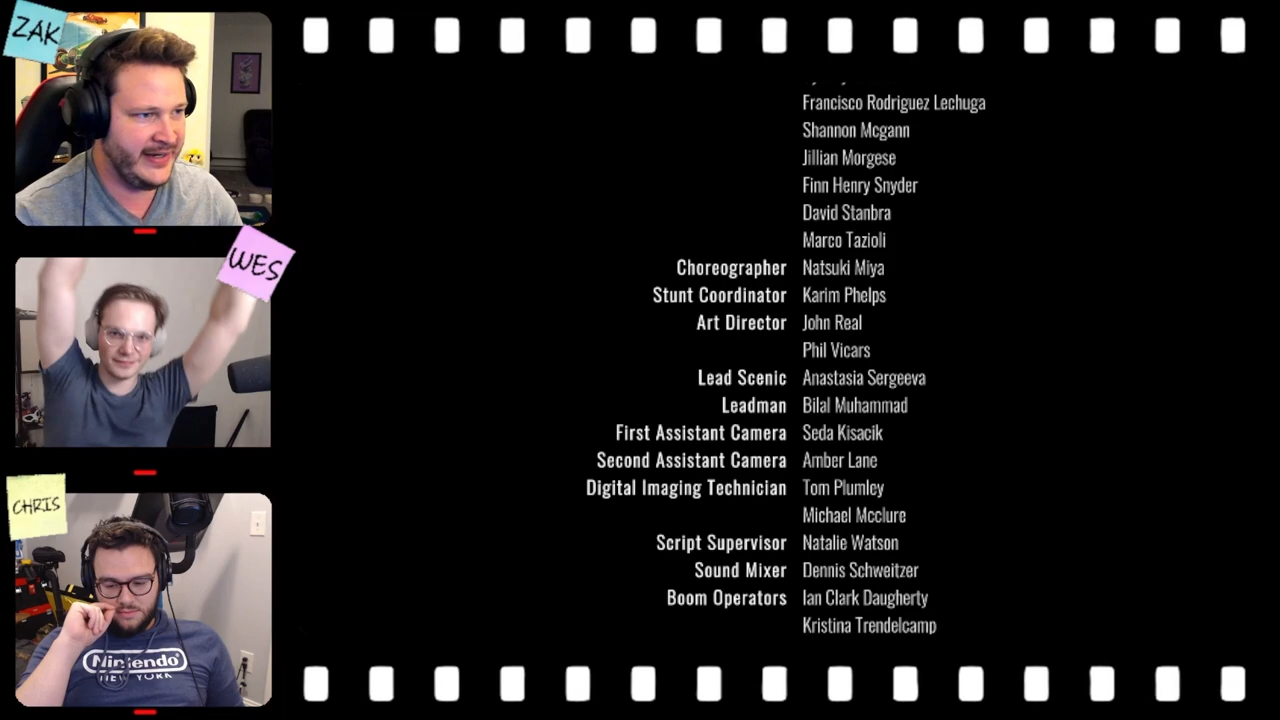 ZAK
WES
CHRIS
Nintendo
NEW YORK
Francisco Rodriguez Lechuga
Shannon Mcgann
Jillian Morgese
Finn Henry Snyder
David Stanbra
Marco Tazioli
Choreographer Natsuki Miya
Stunt Coordinator Karim Phelps
Art Director John Real
Phil Vicars
Lead Scenic Anastasia Sergeeva
Leadman Bilal Muhammad
First Assistant Camera Seda Kisacik
Second Assistant Camera Amber Lane
Digital Imaging Technician Tom Plumley
Michael Mcclure
Script Supervisor Natalie Watson
Sound Mixer Dennis Schweitzer
Boom Operators Ian Clark Daugherty
Kristina Trendelcamp